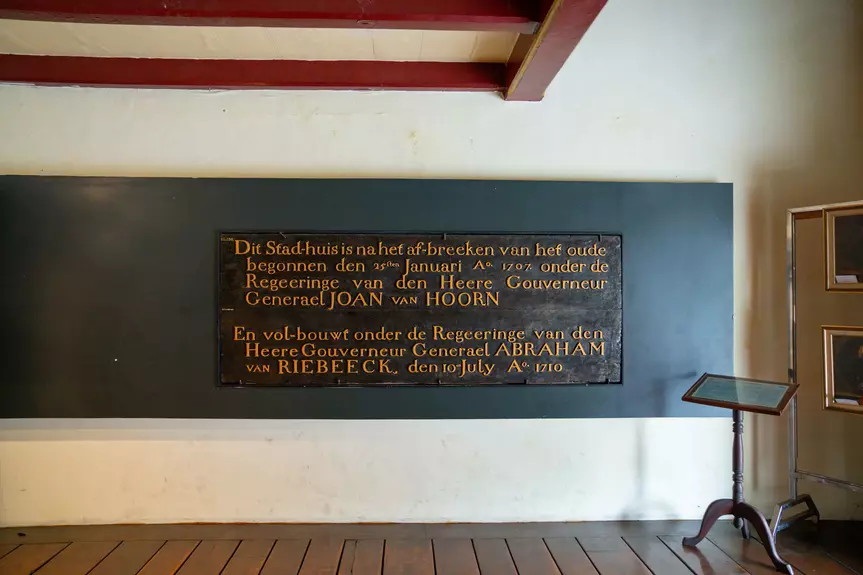 Dit Stad-huis is na het af-breeken van het oude
begonnen den 25sten Januari Ao. 1707. onder de
Regeeringe van den Heere Gouverneur
Generael JOAN VAN HOORN
En vol-bouwt onder de Regeeringe van den
Heere Gouverneur Generael ABRAHAM
VAN RIEBEECK, den 10-July Ao. 1710